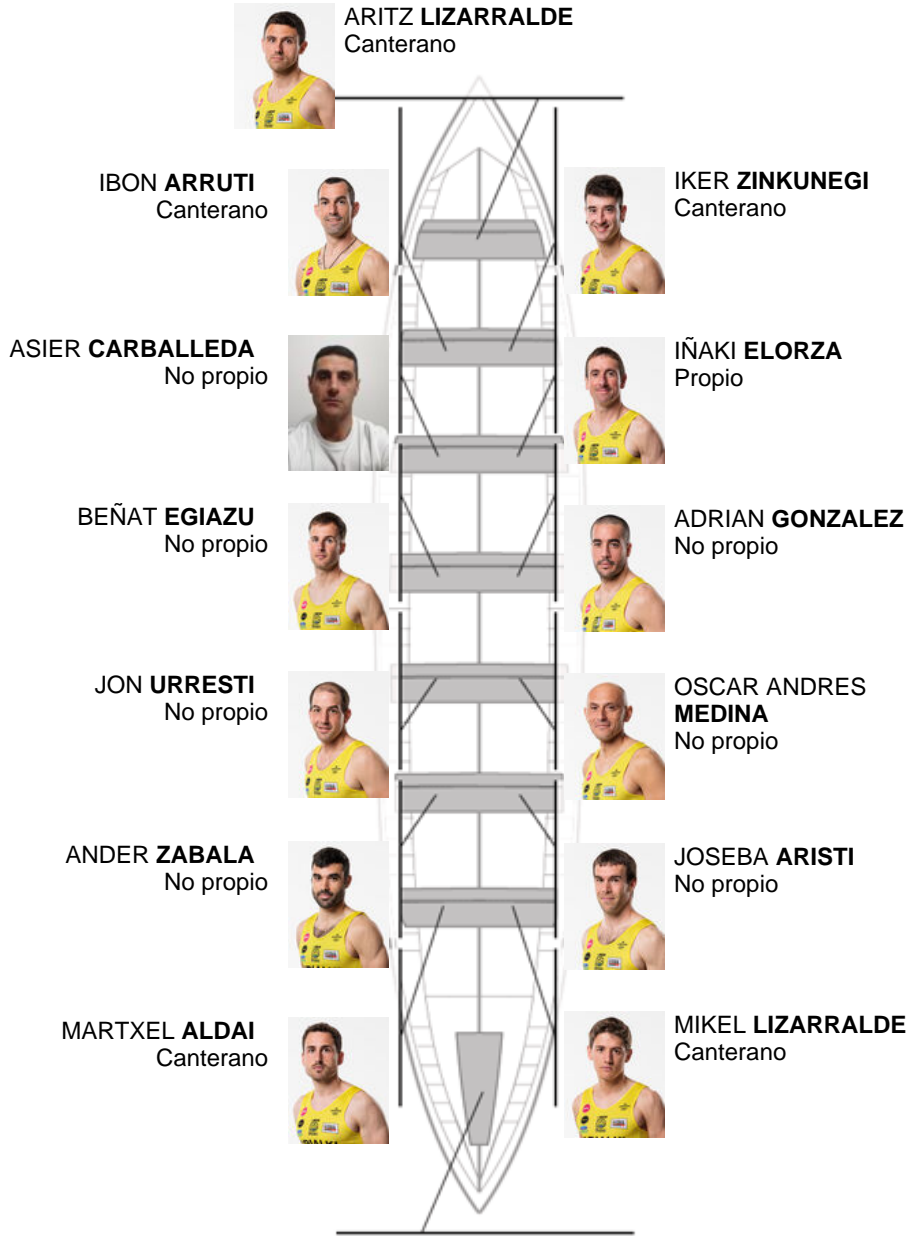 ARITZ LIZARRALDE
Canterano
IBON ARRUTI
Canterano
IKER ZINKUNEGI
Canterano
ASIER CARBALLEDA
No propio
IÑAKI ELORZA
Propio
BEÑAT EGIAZU
No propio
ADRIAN GONZALEZ
No propio
JON URRESTI
No propio
OSCAR ANDRES
MEDINA
No propio
ANDER ZABALA
No propio
JOSEBA ARISTI
No propio
MARTXEL ALDAI
Canterano
MIKEL LIZARRALDE
Canterano